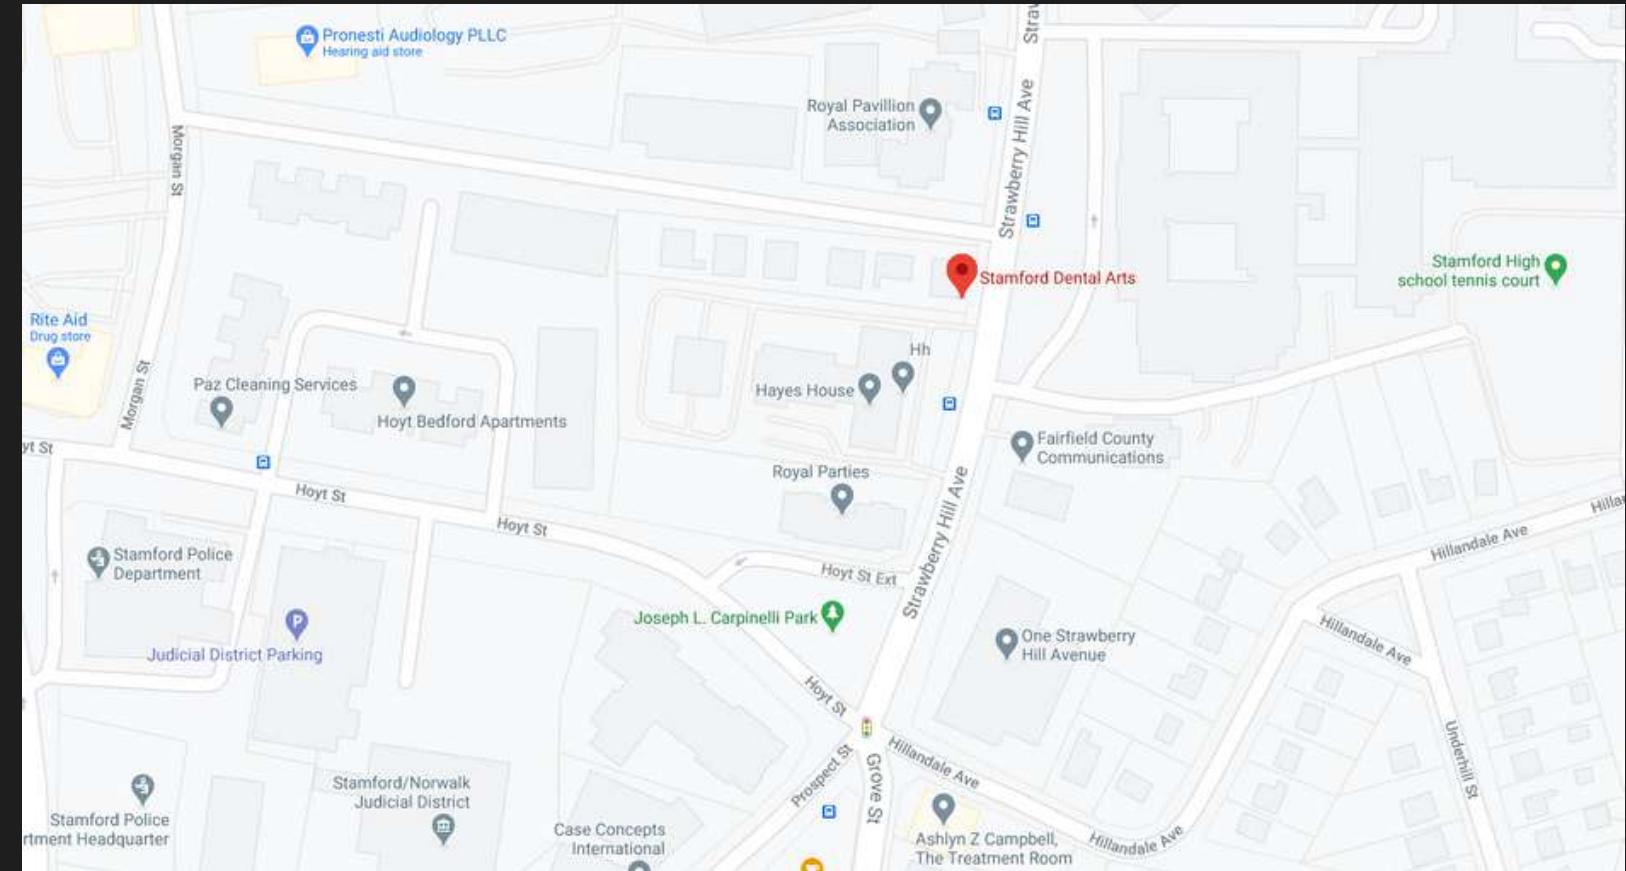 Straw
Pronesti Audiology PLLC
Hearing aid store
Strawberry Hill Ave
Royal Pavillion
Association
Morgan St
Stamford High
school tennis court
Stamford Dental Arts
Rite Aid
Drug store
Hh
Morgan St
Paz Cleaning Services
Hayes House
Hoyt Bedford Apartments
Fairfield County
Communications
yt St
Royal Parties
Hoyt St
Strawberry Hill Ave
Hilla
Hoyt St
Hillandale Ave
Stamford Police
Department
Hoyt St Ext
Joseph L. Carpinelli Park
P
Judicial District Parking
One Strawberry
Hill Avenue
Hillandale Ave
Hoyt St
Hillandale Ave
Underhill St
Prospect St
Grove St
Stamford/Norwalk
Judicial District
Stamford Police
rtment Headquarter
Case Concepts
International
Ashlyn Z Campbell,
The Treatment Room
Hillandale Ave